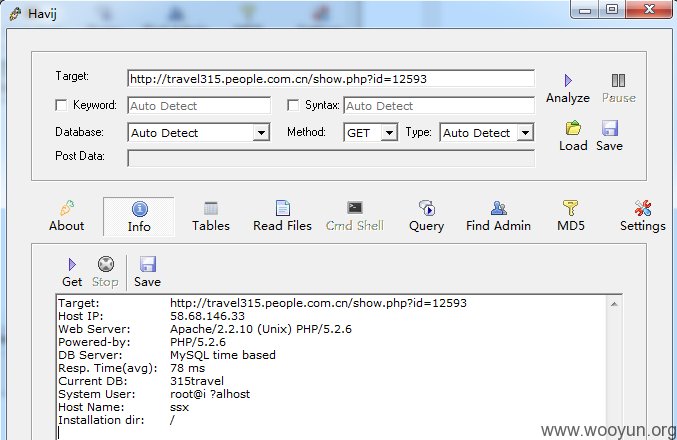 Havij
Target: http://travel315.people.com.cn/show.php?id=12593
Analyze Pause
Keyword: Auto Detect Syntax: Auto Detect
Database: Auto Detect Method: GET Type: Auto Detect
Load Save
Post Data:
About Info Tables Read Files Cmd Shell Query Find Admin MD5 Settings
Get Stop Save
Target: http://travel315.people.com.cn/show.php?id=12593
Host IP: 58.68.146.33
Web Server: Apache/2.2.10 (Unix) PHP/5.2.6
Powered-by: PHP/5.2.6
DB Server: MySQL time based
Resp. Time(avg): 78 ms
Current DB: 315travel
System User: root@i ?alhost
Host Name: ssx
Installation dir: /
www.wooyun.org